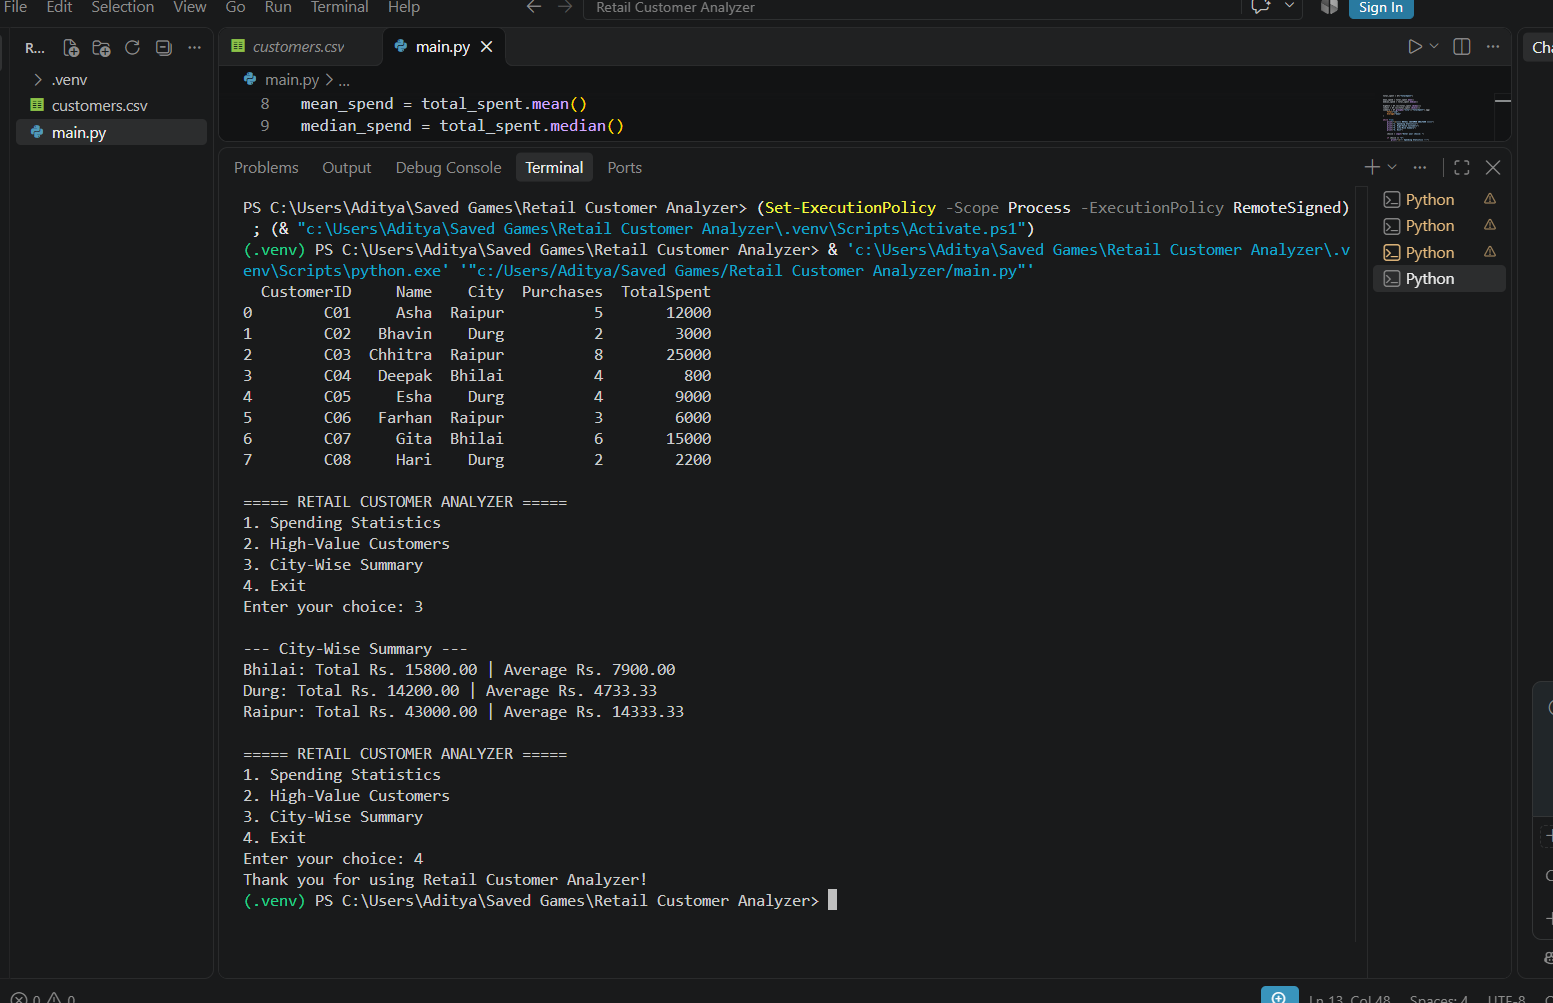 File Edit Selection View Go Run Terminal Help
Retail Customer Analyzer
Sign In
R...
.venv
customers.csv
main.py
customers.csv
main.py
main.py > ...
8 mean_spend = total_spent.mean()
9 median_spend = total_spent.median()
Problems Output Debug Console Terminal Ports
PS C:\Users\Aditya\Saved Games\Retail Customer Analyzer> (Set-ExecutionPolicy -Scope Process -ExecutionPolicy RemoteSigned)
; (& "c:\Users\Aditya\Saved Games\Retail Customer Analyzer\.venv\Scripts\Activate.ps1")
(.venv) PS C:\Users\Aditya\Saved Games\Retail Customer Analyzer> & 'c:\Users\Aditya\Saved Games\Retail Customer Analyzer\.v
env\Scripts\python.exe' '"c:/Users/Aditya/Saved Games/Retail Customer Analyzer/main.py"'
CustomerID Name City Purchases TotalSpent
0 C01 Asha Raipur 5 12000
1 C02 Bhavin Durg 2 3000
2 C03 Chhitra Raipur 8 25000
3 C04 Deepak Bhilai 4 800
4 C05 Esha Durg 4 9000
5 C06 Farhan Raipur 3 6000
6 C07 Gita Bhilai 6 15000
7 C08 Hari Durg 2 2200
===== RETAIL CUSTOMER ANALYZER =====
1. Spending Statistics
2. High-Value Customers
3. City-Wise Summary
4. Exit
Enter your choice: 3
--- City-Wise Summary ---
Bhilai: Total Rs. 15800.00 | Average Rs. 7900.00
Durg: Total Rs. 14200.00 | Average Rs. 4733.33
Raipur: Total Rs. 43000.00 | Average Rs. 14333.33
===== RETAIL CUSTOMER ANALYZER =====
1. Spending Statistics
2. High-Value Customers
3. City-Wise Summary
4. Exit
Enter your choice: 4
Thank you for using Retail Customer Analyzer!
(.venv) PS C:\Users\Aditya\Saved Games\Retail Customer Analyzer>
Python
Python
Python
Python
0 0
Ln 13, Col 48 Spaces: 4 UTF-8